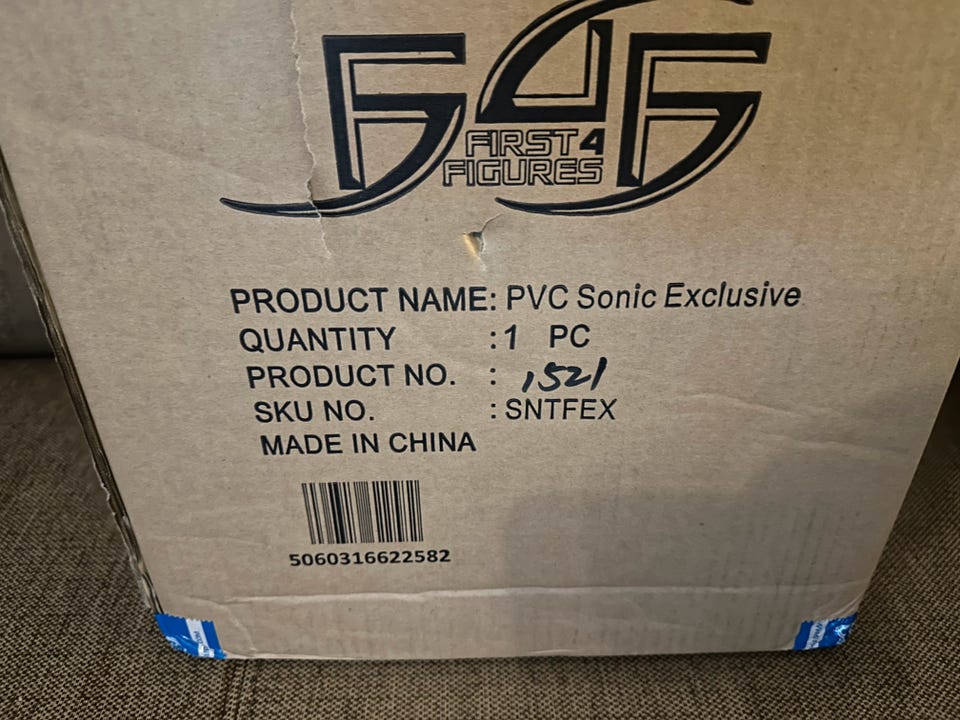 F4F
FIRST 4
FIGURES
PRODUCT NAME: PVC Sonic Exclusive
QUANTITY : 1 PC
PRODUCT NO. : 1521
SKU NO. : SNTFEX
MADE IN CHINA
5060316622582